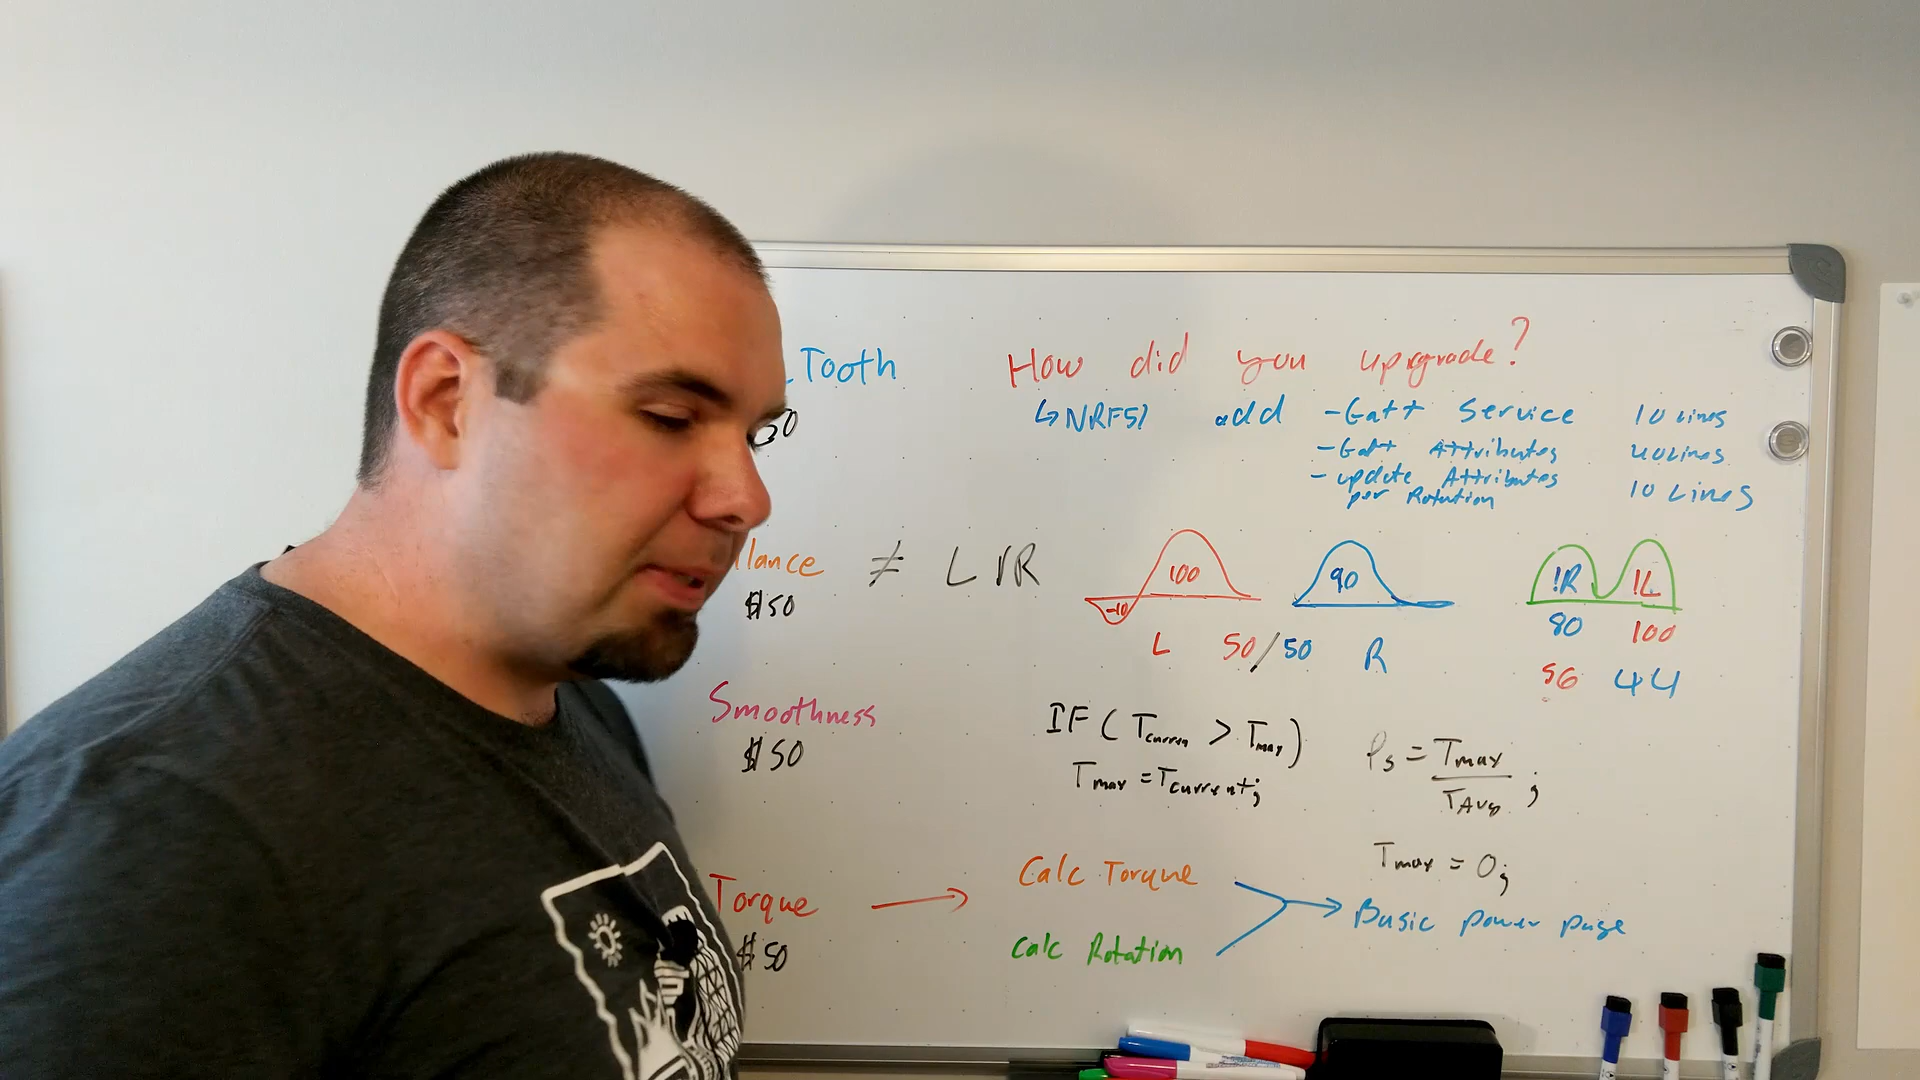 Tooth
How did you upgrade?
↳ NRF51 add - Gatt Service 10 Lines
- Gatt Attributes 40 Lines
- update Attributes
per Rotation 10 Lines
lance ≠ L/R
$50
-10 100
90
!R !L
80 100
L 50/50 R
56 44
Smoothness
$50
IF (Tcurren > Tmax)
Tmax = Tcurrent;
Ps = Tmax
TAvg ;
Tmax = 0;
Torque → Calc Torque
$50
Calc Rotation
Basic power page